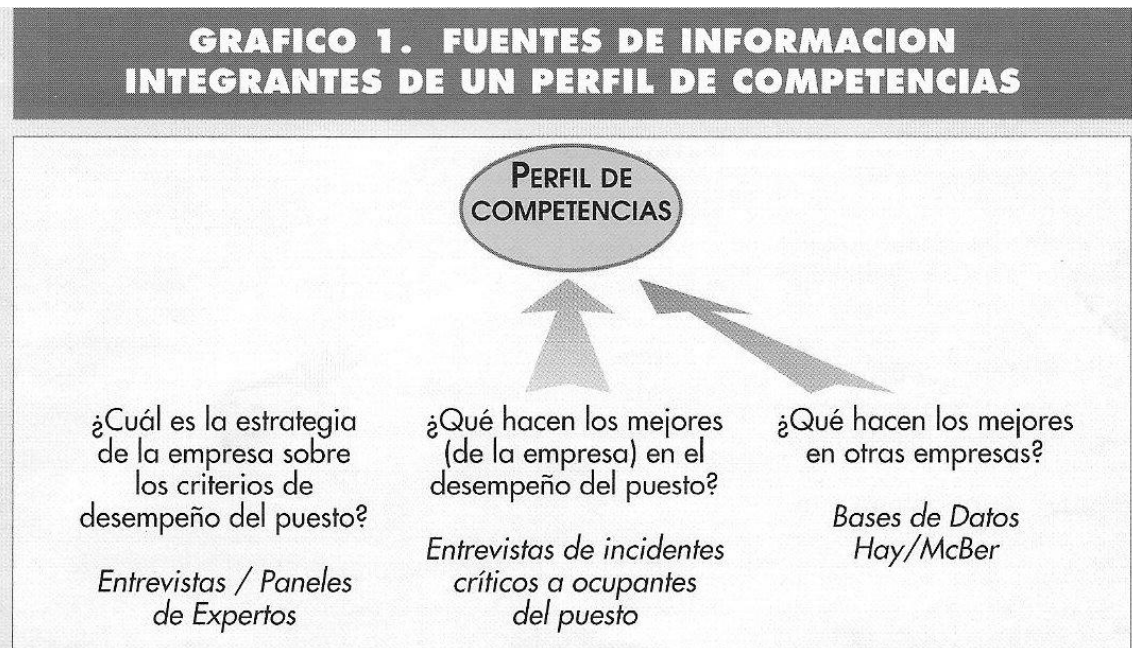 GRAFICO 1. FUENTES DE INFORMACION
INTEGRANTES DE UN PERFIL DE COMPETENCIAS
PERFIL DE
COMPETENCIAS
¿Cuál es la estrategia
de la empresa sobre
los criterios de
desempeño del puesto?
Entrevistas / Paneles
de Expertos
¿Qué hacen los mejores
(de la empresa) en el
desempeño del puesto?
Entrevistas de incidentes
críticos a ocupantes
del puesto
¿Qué hacen los mejores
en otras empresas?
Bases de Datos
Hay/McBer